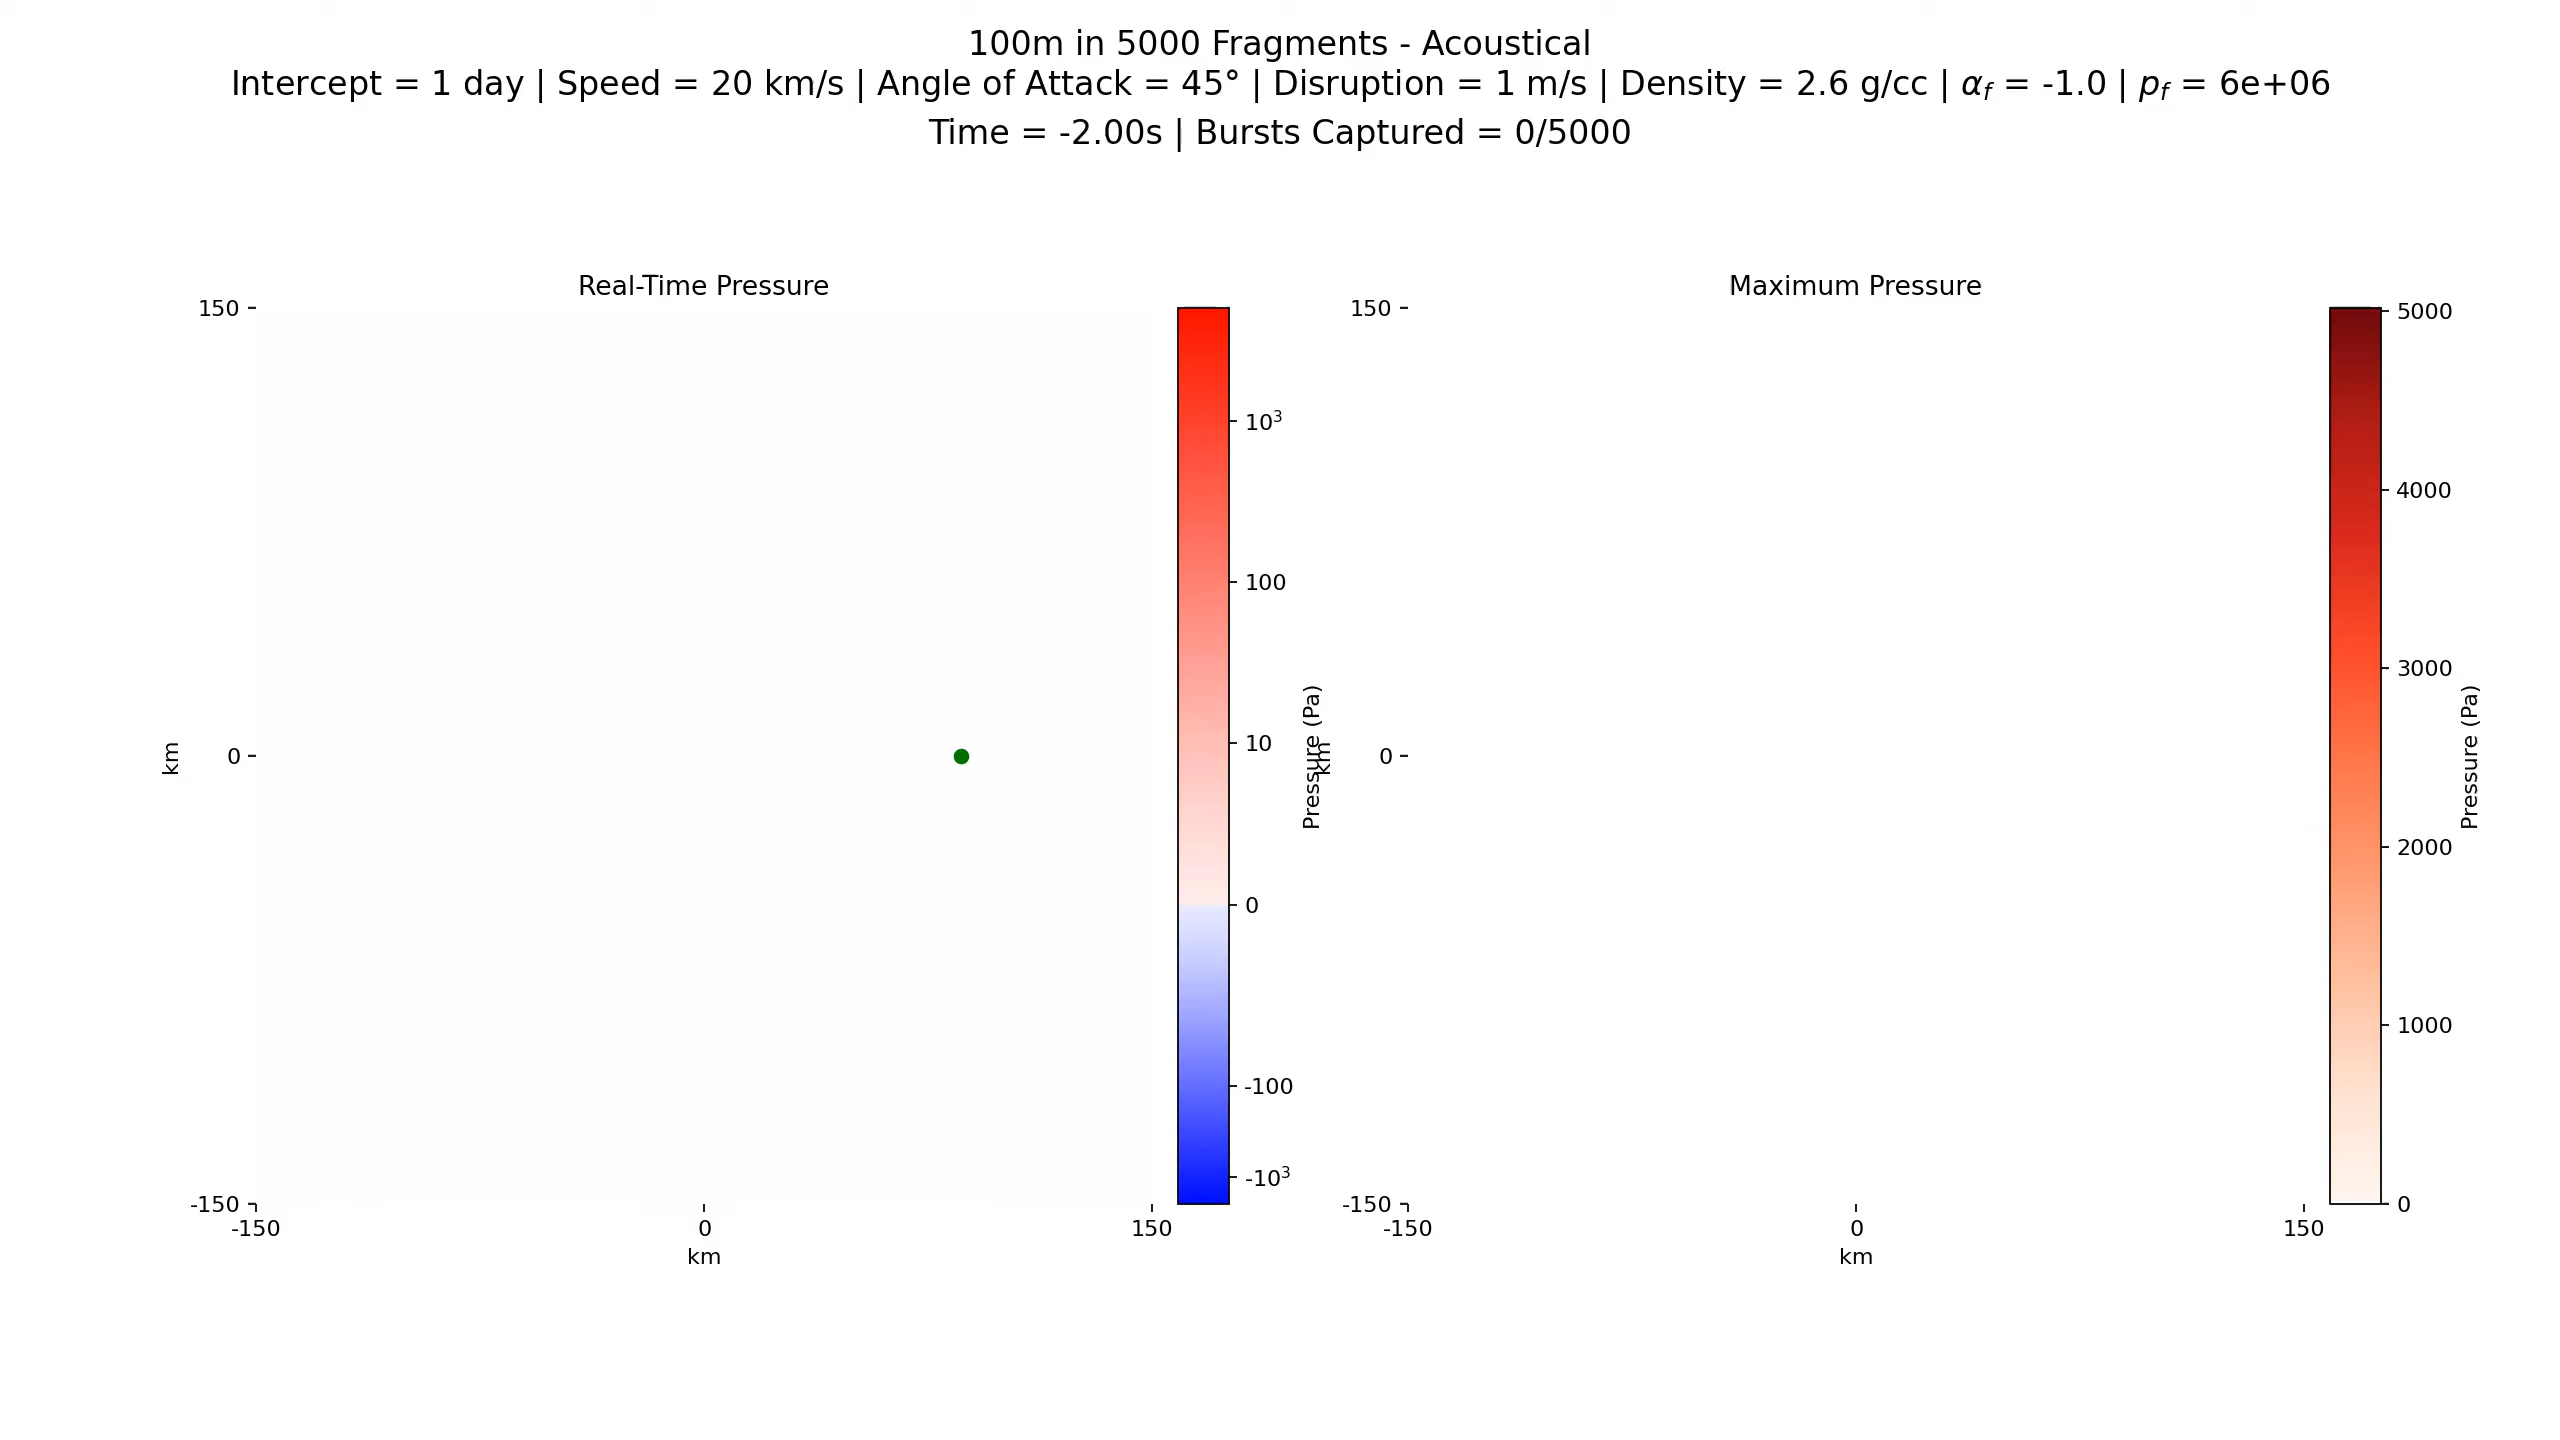 100m in 5000 Fragments - Acoustical
Intercept = 1 day | Speed = 20 km/s | Angle of Attack = 45° | Disruption = 1 m/s | Density = 2.6 g/cc | α_f = -1.0 | p_f = 6e+06
Time = -2.00s | Bursts Captured = 0/5000
Real-Time Pressure
150
0
-150
km
-150
0
150
km
10³
100
10
0
-100
-10³
Pressure (Pa)
Maximum Pressure
150
0
-150
km
-150
0
150
km
5000
4000
3000
2000
1000
0
Pressure (Pa)